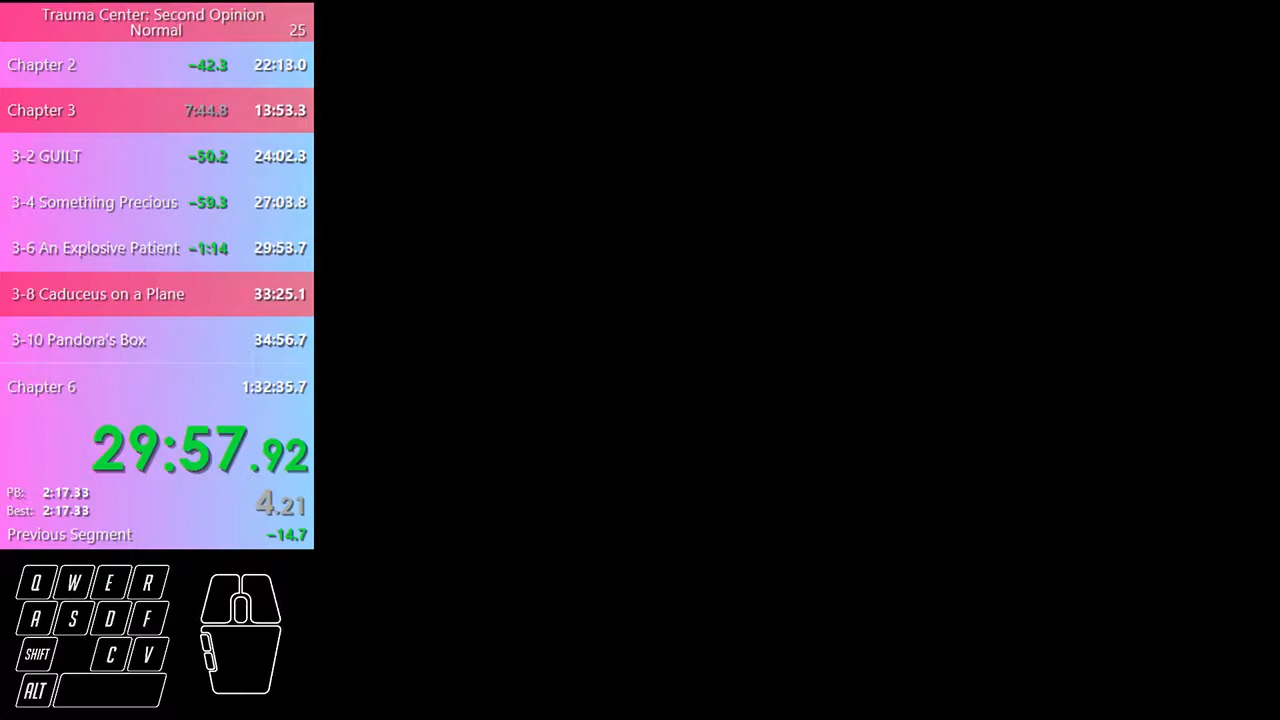 Trauma Center: Second Opinion
Normal 25
Chapter 2 -42.3 22:13.0
Chapter 3 7:44.8 13:53.3
3-2 GUILT -50.2 24:02.3
3-4 Something Precious -59.3 27:03.8
3-6 An Explosive Patient -1:14 29:53.7
3-8 Caduceus on a Plane 33:25.1
3-10 Pandora's Box 34:56.7
Chapter 6 1:32:35.7
29:57.92
PB: 2:17.33 4.21
Best: 2:17.33
Previous Segment -14.7
Q W E R
A S D F
SHIFT C V
ALT